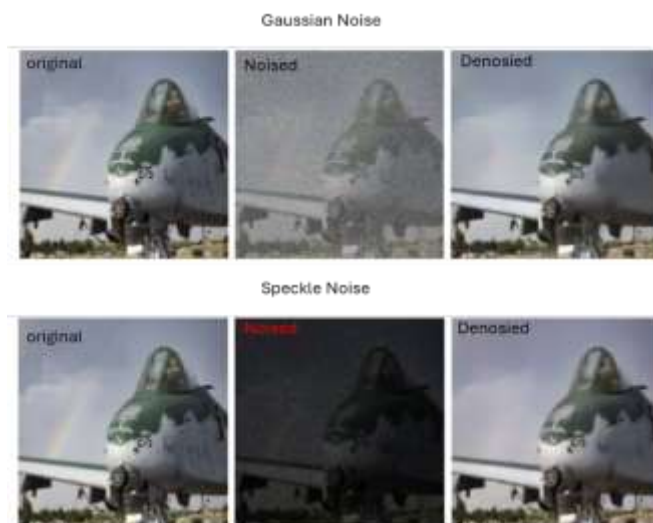 Gaussian Noise
original
Noised
Denosied
Speckle Noise
original
Noised
Denosied